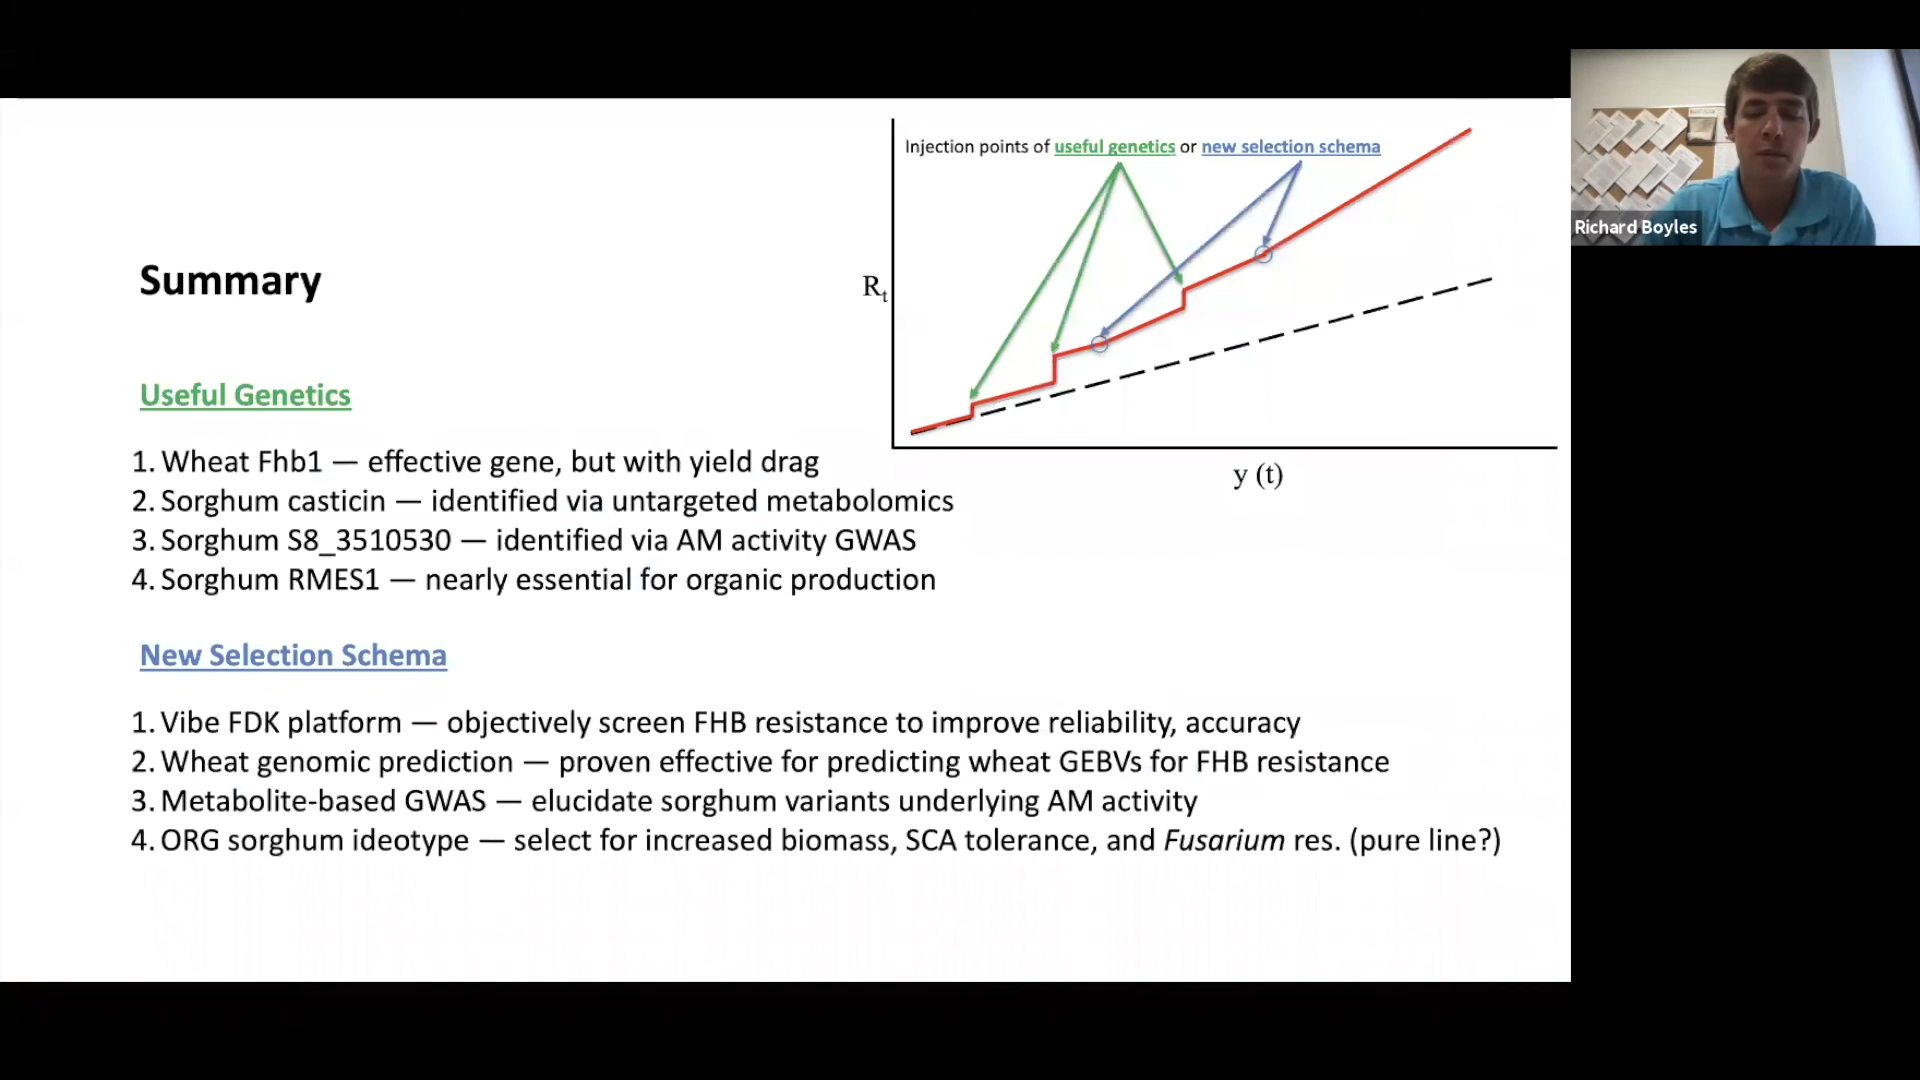 Injection points of useful genetics or new selection schema
Richard Boyles
Summary
Rt
y (t)
Useful Genetics
1. Wheat Fhb1 — effective gene, but with yield drag
2. Sorghum casticin — identified via untargeted metabolomics
3. Sorghum S8_3510530 — identified via AM activity GWAS
4. Sorghum RMES1 — nearly essential for organic production
New Selection Schema
1. Vibe FDK platform — objectively screen FHB resistance to improve reliability, accuracy
2. Wheat genomic prediction — proven effective for predicting wheat GEBVs for FHB resistance
3. Metabolite-based GWAS — elucidate sorghum variants underlying AM activity
4. ORG sorghum ideotype — select for increased biomass, SCA tolerance, and Fusarium res. (pure line?)